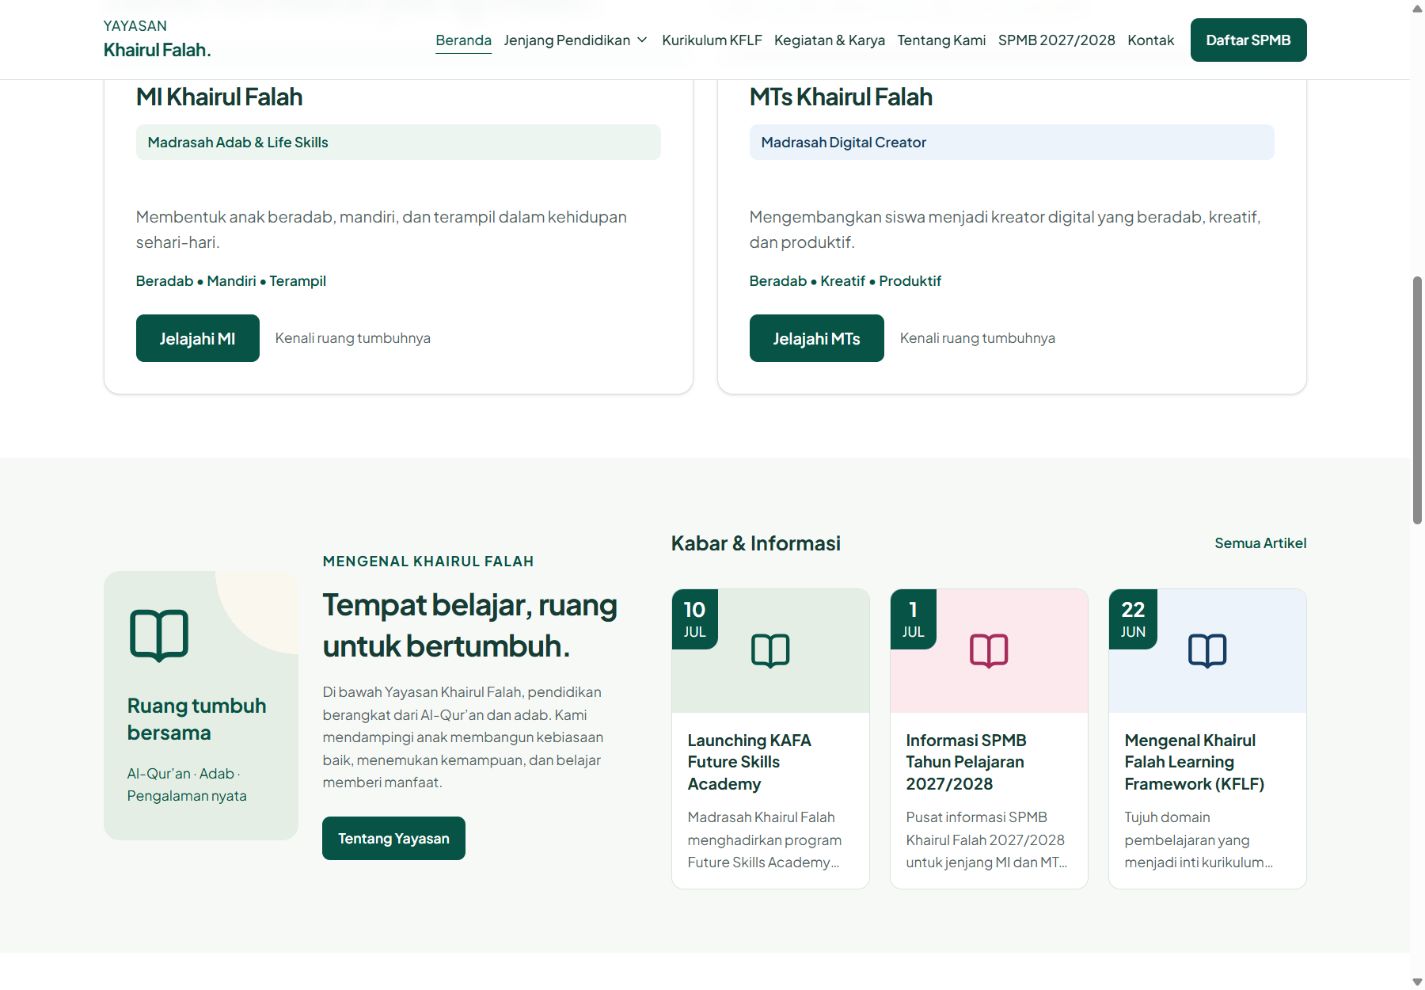 YAYASAN
Khairul Falah.
Beranda
Jenjang Pendidikan
Kurikulum KFLF
Kegiatan & Karya
Tentang Kami
SPMB 2027/2028
Kontak
Daftar SPMB
MI Khairul Falah
Madrasah Adab & Life Skills
Membentuk anak beradab, mandiri, dan terampil dalam kehidupan
sehari-hari.
Beradab • Mandiri • Terampil
Jelajahi MI
Kenali ruang tumbuhnya
MTs Khairul Falah
Madrasah Digital Creator
Mengembangkan siswa menjadi kreator digital yang beradab, kreatif,
dan produktif.
Beradab • Kreatif • Produktif
Jelajahi MTs
Kenali ruang tumbuhnya
Ruang tumbuh
bersama
Al-Qur’an · Adab ·
Pengalaman nyata
MENGENAL KHAIRUL FALAH
Tempat belajar, ruang
untuk bertumbuh.
Di bawah Yayasan Khairul Falah, pendidikan
berangkat dari Al-Qur’an dan adab. Kami
mendampingi anak membangun kebiasaan
baik, menemukan kemampuan, dan belajar
memberi manfaat.
Tentang Yayasan
Kabar & Informasi
Semua Artikel
10
JUL
Launching KAFA
Future Skills
Academy
Madrasah Khairul Falah
menghadirkan program
Future Skills Academy...
1
JUL
Informasi SPMB
Tahun Pelajaran
2027/2028
Pusat informasi SPMB
Khairul Falah 2027/2028
untuk jenjang MI dan MT...
22
JUN
Mengenal Khairul
Falah Learning
Framework (KFLF)
Tujuh domain
pembelajaran yang
menjadi inti kurikulum...